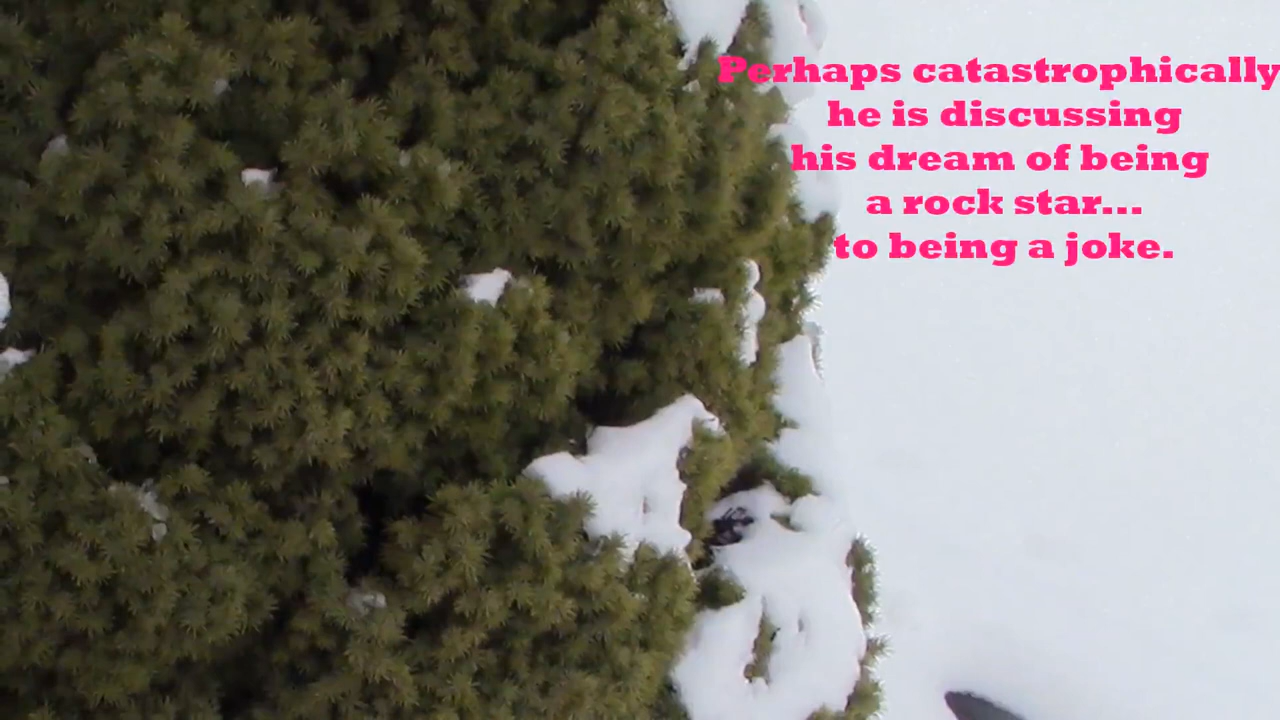 Perhaps catastrophically
he is discussing
his dream of being
a rock star...
to being a joke.